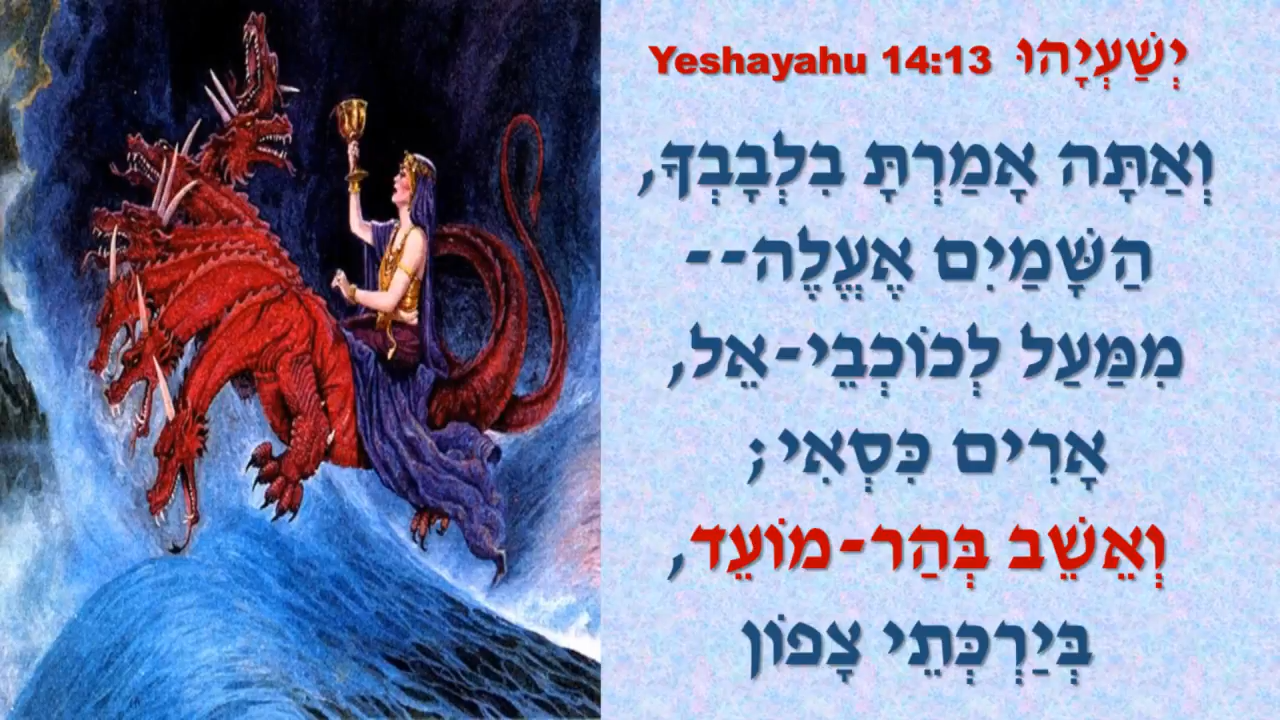 יְשַׁעְיָהוּ Yeshayahu 14:13
וְאַתָּה אָמַרְתָּ בִלְבָבְךָ,
הַשָּׁמַיִם אֶעֱלֶה--
מִמַּעַל לְכוֹכְבֵי-אֵל,
אָרִים כִּסְאִי;
וְאֵשֵׁב בְּהַר-מוֹעֵד,
בְּיַרְכְּתֵי צָפוֹן